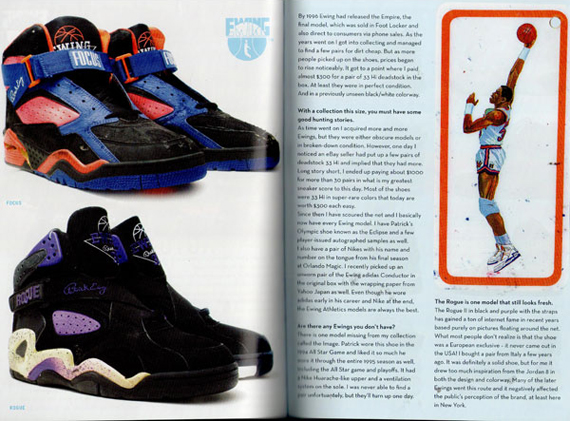 EWING
EWING
FOCUS
FOCUS
FOCUS
ROGUE
ROGUE
By 1996 Ewing had released the Empire, the
final model, which was sold in Foot Locker and
also direct to consumers via phone sales. As the
years went on I got into collecting and managed
to find a few pairs for dirt cheap. But as more
people picked up on the shoes, prices began
to rise noticeably. It got to a point where I paid
almost $300 for a pair of 33 Hi deadstock in the
box. At least they were in perfect condition.
And in a previously unseen black/white colorway.
With a collection this size, you must have some
good hunting stories.
As time went on I acquired more and more
Ewings, but they were either obscure models or
in broken-down condition. However, one day I
noticed an eBay seller had put up a few pairs of
deadstock 33 Hi and implied that they had more.
Long story short, I ended up paying about $1000
for more than 30 pairs in what is my greatest
sneaker score to this day. Most of the shoes
were 33 Hi in super-rare colors that today are
worth $300 each easy.
Since then I have scoured the net and I basically
now have every Ewing model. I have Patrick's
Olympic shoe known as the Eclipse and a few
player-issued autographed samples as well.
I also have a pair of Nikes with his name and
number on the tongue from his final season
at Orlando Magic. I recently picked up an
unworn pair of the Ewing adidas Conductor in
the original box with the wrapping paper from
Yahoo Japan as well. Even though he wore
adidas early in his career and Nike at the end,
the Ewing Athletics models are always the best.
Are there any Ewings you don't have?
There is one model missing from my collection
called the Image. Patrick wore this shoe in the
1994 All Star Game and liked it so much he
wore it through the entire 1995 season as well,
including the All Star game and playoffs. It had
a Nike Huarache-like upper and a ventilation
system on the sole. I was never able to find a
pair unfortunately, but they'll turn up one day.
The Rogue is one model that still looks fresh.
The Rogue II in black and purple with the straps
has gained a ton of internet fame in recent years
based purely on pictures floating around the net.
What most people don't realize is that the shoe
was a European exclusive – it never came out in
the USA! I bought a pair from Italy a few years
ago. It was definitely a solid shoe, but for me it
drew too much inspiration from the Jordan 8 in
both the design and colorway. Many of the later
Ewings went this route and it negatively affected
the public's perception of the brand, at least here
in New York.